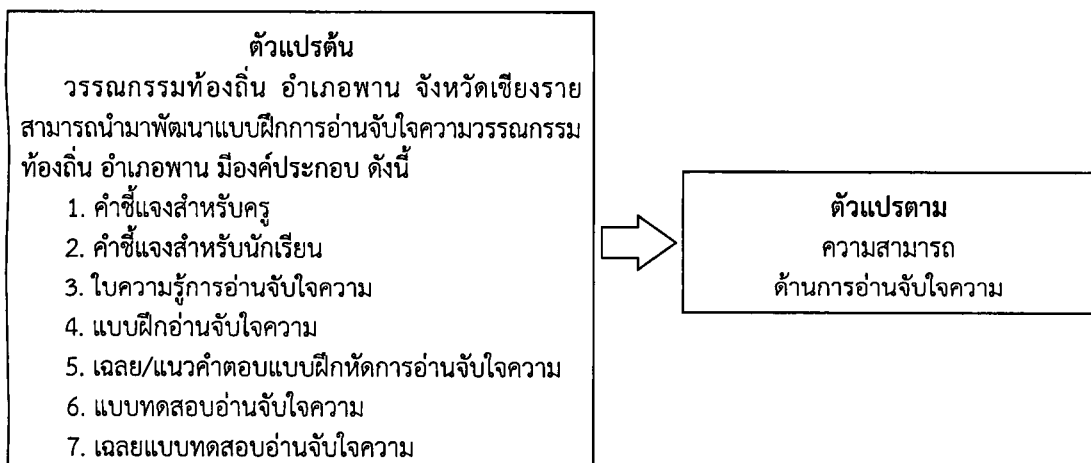 ตัวแปรต้น
วรรณกรรมท้องถิ่น อำเภอพาน จังหวัดเชียงราย
สามารถนำมาพัฒนาแบบฝึกการอ่านจับใจความวรรณกรรม
ท้องถิ่น อำเภอพาน มีองค์ประกอบ ดังนี้
1. คำชี้แจงสำหรับครู
2. คำชี้แจงสำหรับนักเรียน
3. ใบความรู้การอ่านจับใจความ
4. แบบฝึกอ่านจับใจความ
5. เฉลย/แนวคำตอบแบบฝึกหัดการอ่านจับใจความ
6. แบบทดสอบอ่านจับใจความ
7. เฉลยแบบทดสอบอ่านจับใจความ
ตัวแปรตาม
ความสามารถ
ด้านการอ่านจับใจความ